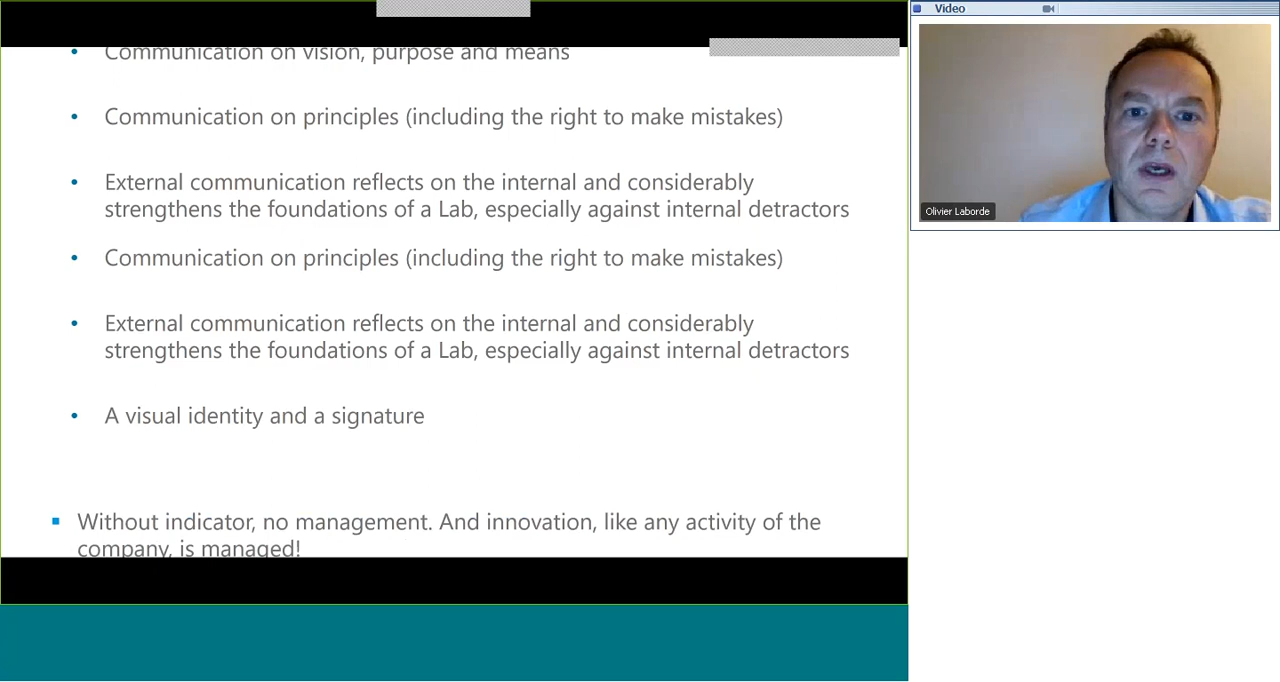 Video
Communication on vision, purpose and means
Communication on principles (including the right to make mistakes)
External communication reflects on the internal and considerably
strengthens the foundations of a Lab, especially against internal detractors
Communication on principles (including the right to make mistakes)
External communication reflects on the internal and considerably
strengthens the foundations of a Lab, especially against internal detractors
A visual identity and a signature
Without indicator, no management. And innovation, like any activity of the
company, is managed!
Olivier Laborde